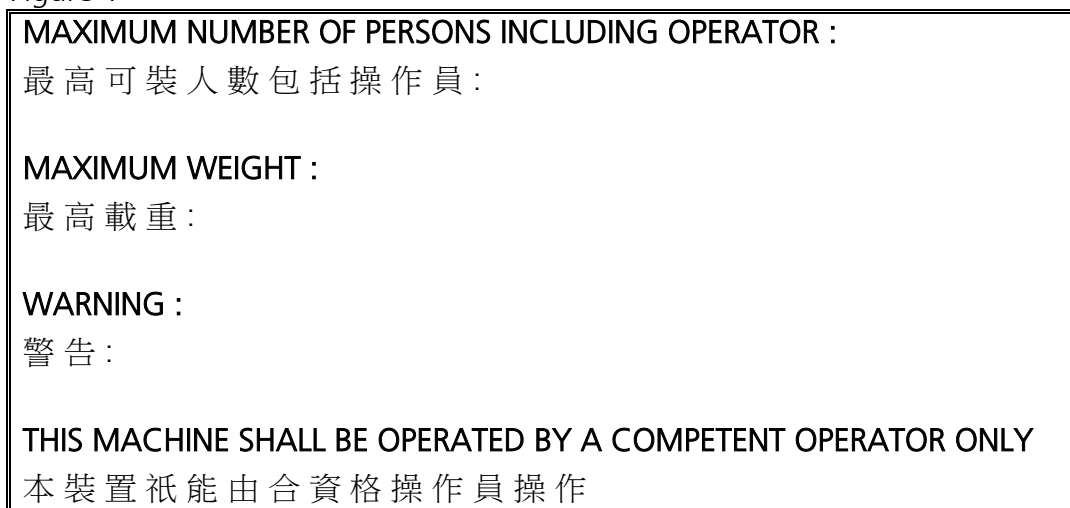 MAXIMUM NUMBER OF PERSONS INCLUDING OPERATOR :
最高可裝人數包括操作員:
MAXIMUM WEIGHT :
最高載重:
WARNING :
警告:
THIS MACHINE SHALL BE OPERATED BY A COMPETENT OPERATOR ONLY
本裝置祇能由合資格操作員操作